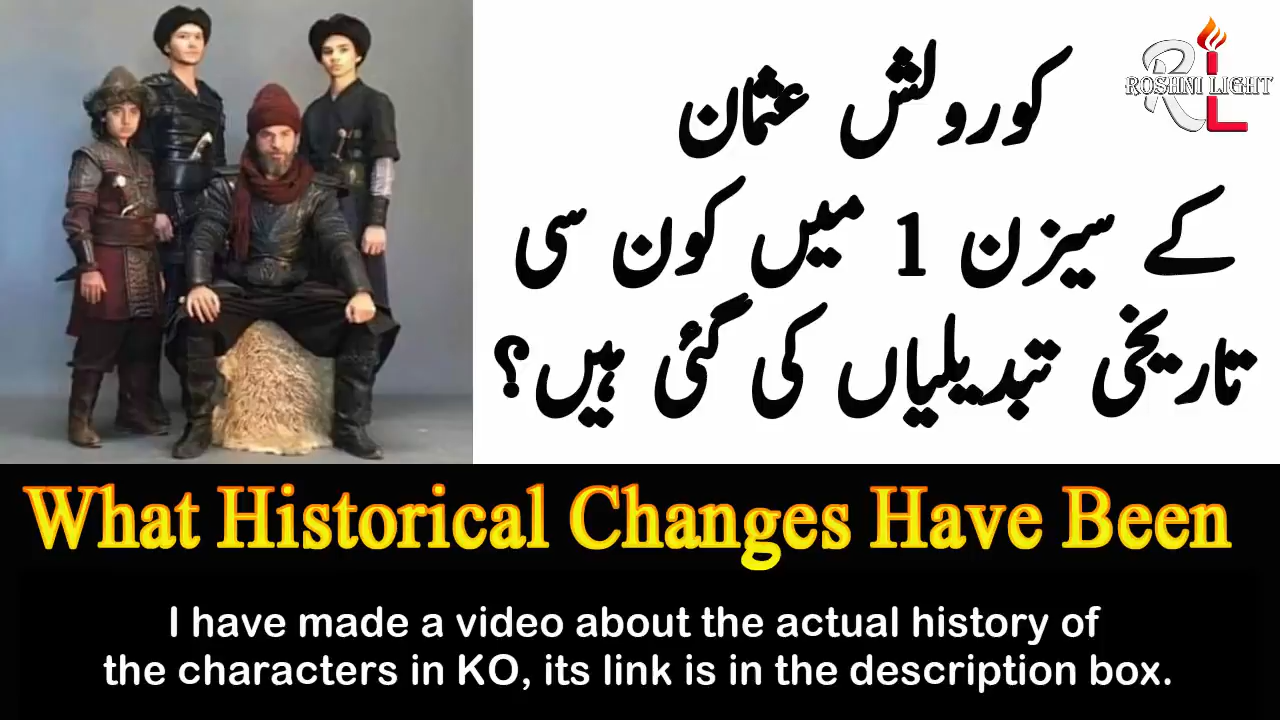 ROSHNI LIGHT
کورولش عثمان
کے سیزن 1 میں کون سی
تاریخی تبدیلیاں کی گئی ہیں؟
What Historical Changes Have Been
I have made a video about the actual history of
the characters in KO, its link is in the description box.